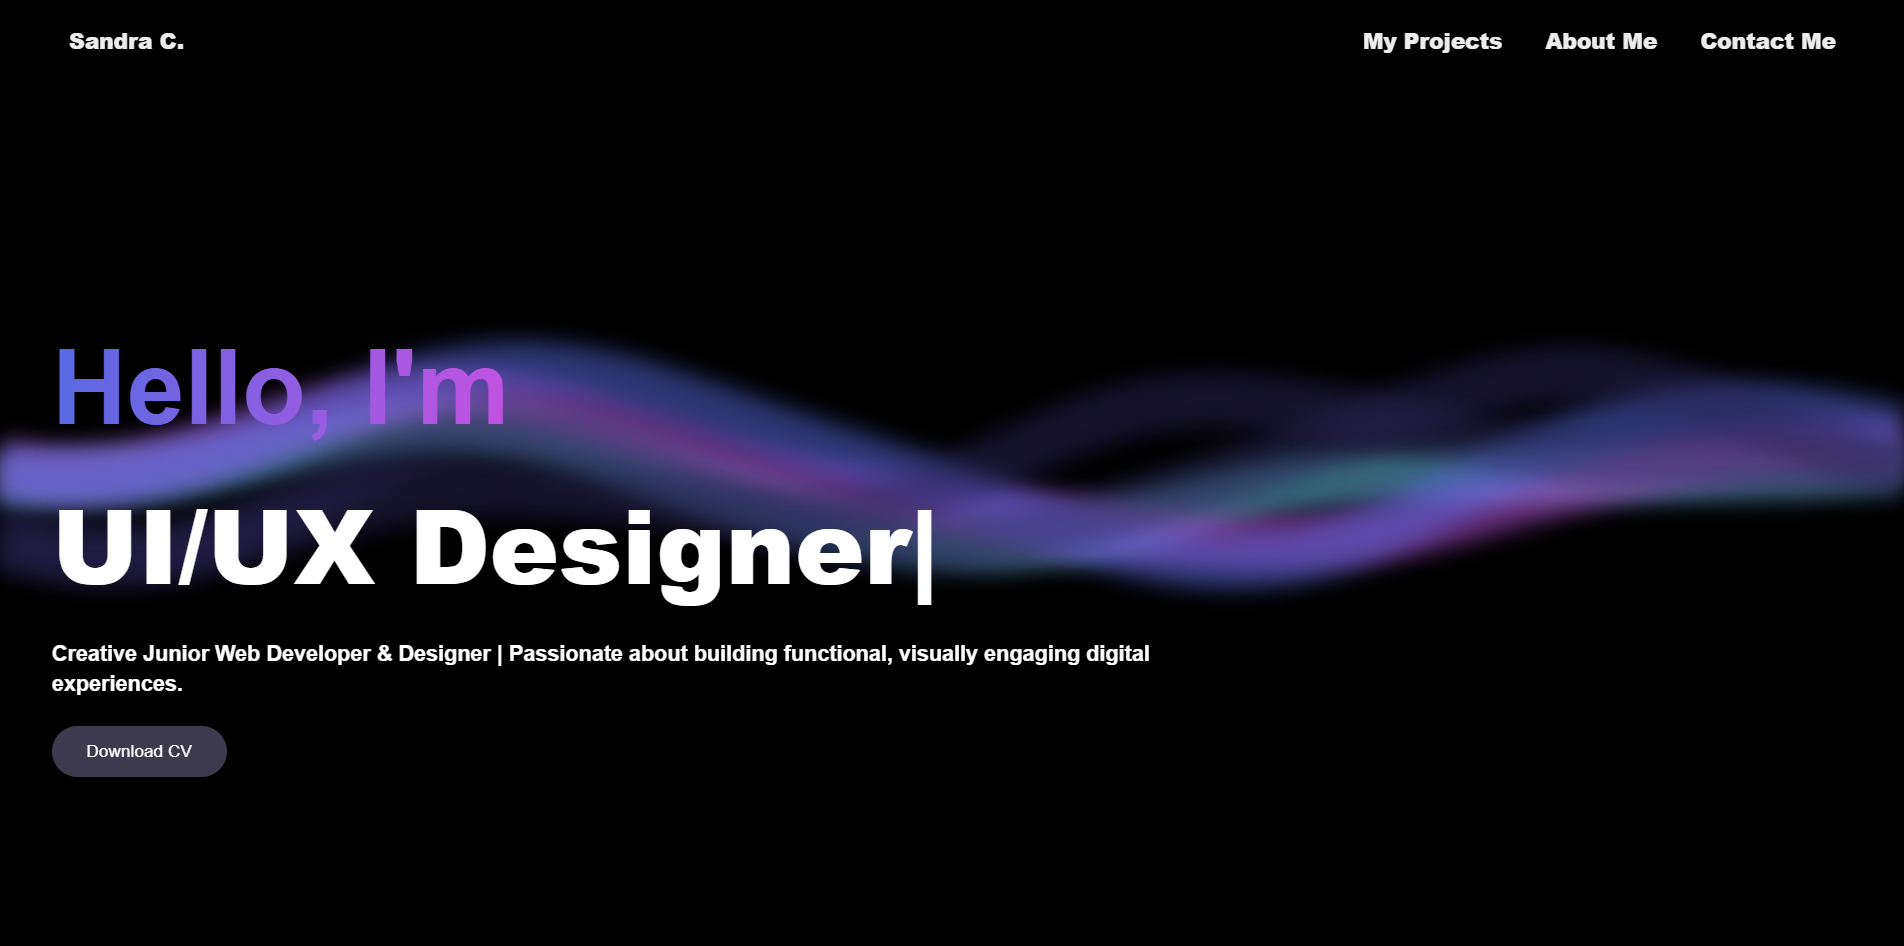 Sandra C.
My Projects
About Me
Contact Me
Hello, I'm
UI/UX Designer|
Creative Junior Web Developer & Designer | Passionate about building functional, visually engaging digital
experiences.
Download CV